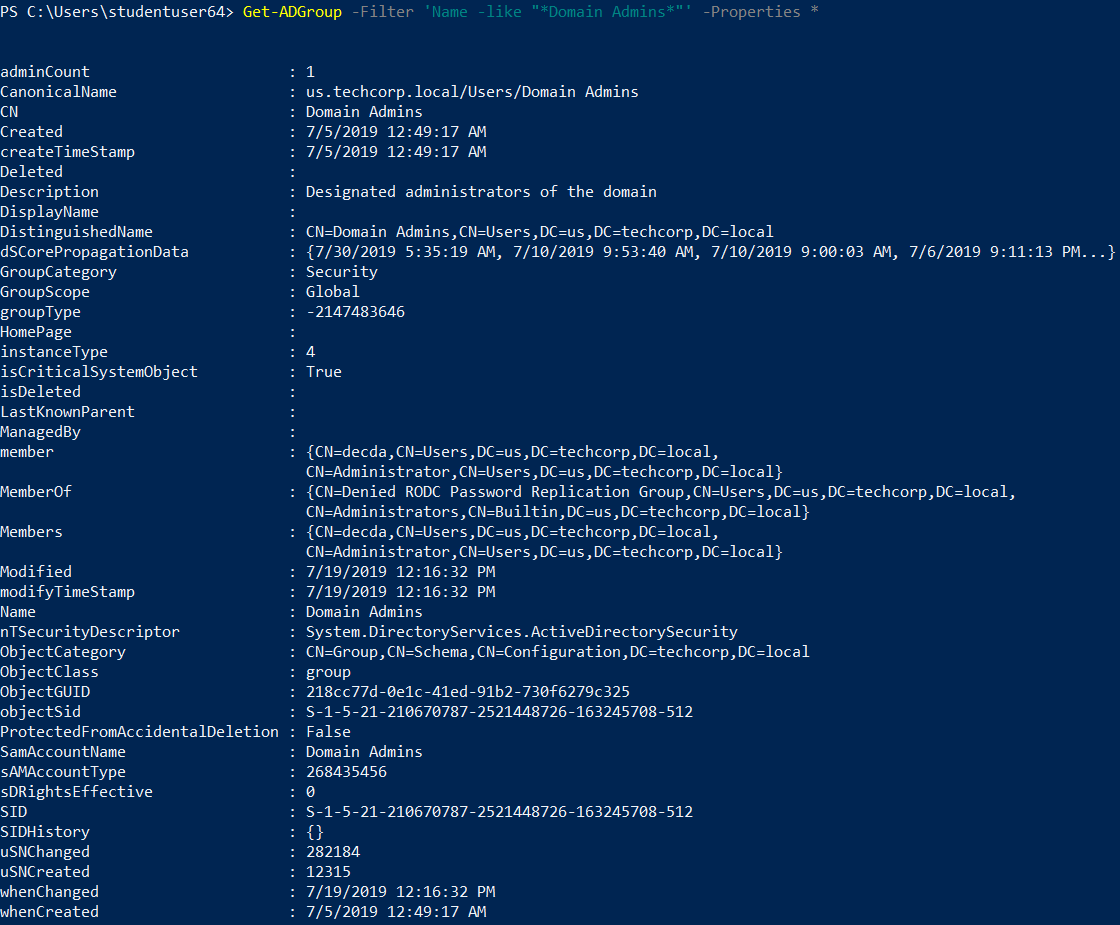 PS C:\Users\studentuser64> Get-ADGroup -Filter 'Name -like "*Domain Admins*"' -Properties *
adminCount : 1
CanonicalName : us.techcorp.local/Users/Domain Admins
CN : Domain Admins
Created : 7/5/2019 12:49:17 AM
createTimeStamp : 7/5/2019 12:49:17 AM
Deleted :
Description : Designated administrators of the domain
DisplayName :
DistinguishedName : CN=Domain Admins,CN=Users,DC=us,DC=techcorp,DC=local
dSCorePropagationData : {7/30/2019 5:35:19 AM, 7/10/2019 9:53:40 AM, 7/10/2019 9:00:03 AM, 7/6/2019 9:11:13 PM...}
GroupCategory : Security
GroupScope : Global
groupType : -2147483646
HomePage :
instanceType : 4
isCriticalSystemObject : True
isDeleted :
LastKnownParent :
ManagedBy :
member : {CN=decda,CN=Users,DC=us,DC=techcorp,DC=local,
CN=Administrator,CN=Users,DC=us,DC=techcorp,DC=local}
MemberOf : {CN=Denied RODC Password Replication Group,CN=Users,DC=us,DC=techcorp,DC=local,
CN=Administrators,CN=Builtin,DC=us,DC=techcorp,DC=local}
Members : {CN=decda,CN=Users,DC=us,DC=techcorp,DC=local,
CN=Administrator,CN=Users,DC=us,DC=techcorp,DC=local}
Modified : 7/19/2019 12:16:32 PM
modifyTimeStamp : 7/19/2019 12:16:32 PM
Name : Domain Admins
nTSecurityDescriptor : System.DirectoryServices.ActiveDirectorySecurity
ObjectCategory : CN=Group,CN=Schema,CN=Configuration,DC=techcorp,DC=local
ObjectClass : group
ObjectGUID : 218cc77d-0e1c-41ed-91b2-730f6279c325
objectSid : S-1-5-21-210670787-2521448726-163245708-512
ProtectedFromAccidentalDeletion : False
SamAccountName : Domain Admins
sAMAccountType : 268435456
sDRightsEffective : 0
SID : S-1-5-21-210670787-2521448726-163245708-512
SIDHistory : {}
uSNChanged : 282184
uSNCreated : 12315
whenChanged : 7/19/2019 12:16:32 PM
whenCreated : 7/5/2019 12:49:17 AM